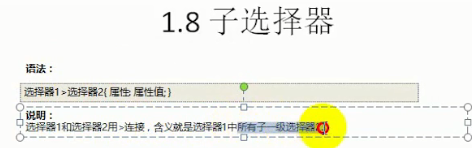 1.8 子选择器
语法：
选择器1>选择器2{ 属性: 属性值; }
说明：
选择器1和选择器2用>连接，含义就是选择器1中所有子一级选择器